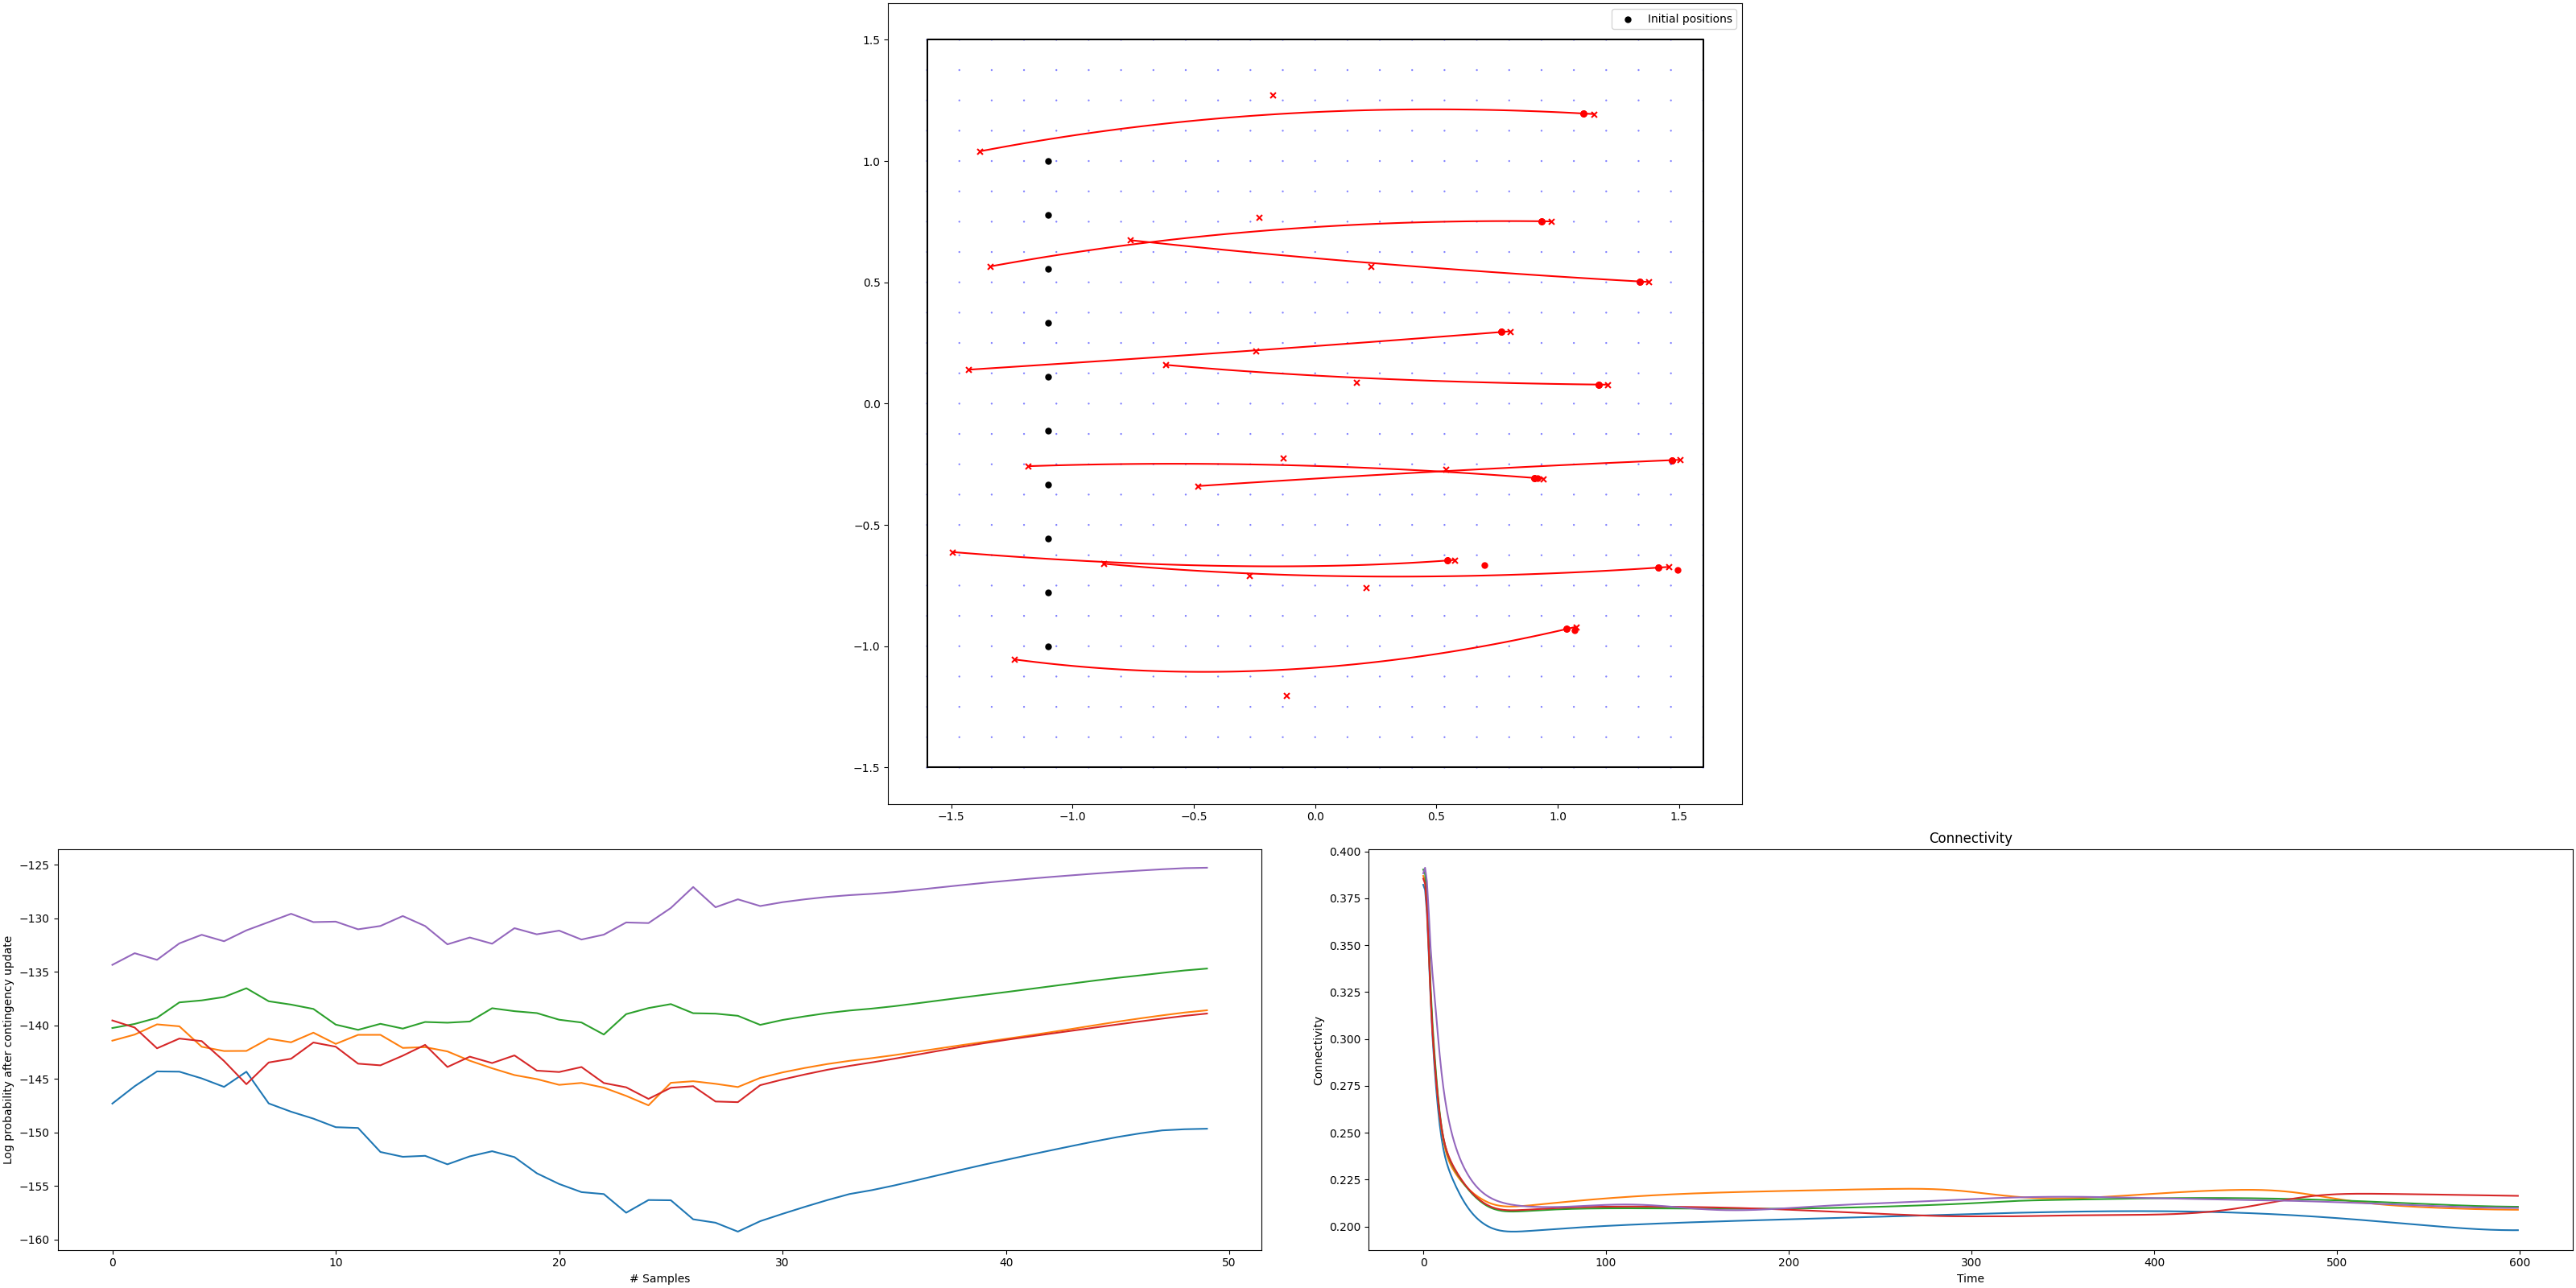 Initial positions
1.5
1.0
0.5
0.0
−0.5
−1.0
−1.5
−1.5 −1.0 −0.5 0.0 0.5 1.0 1.5
Log probability after contingency update
−125
−130
−135
−140
−145
−150
−155
−160
0 10 20 30 40 50
# Samples
Connectivity
Connectivity
0.400
0.375
0.350
0.325
0.300
0.275
0.250
0.225
0.200
0 100 200 300 400 500 600
Time